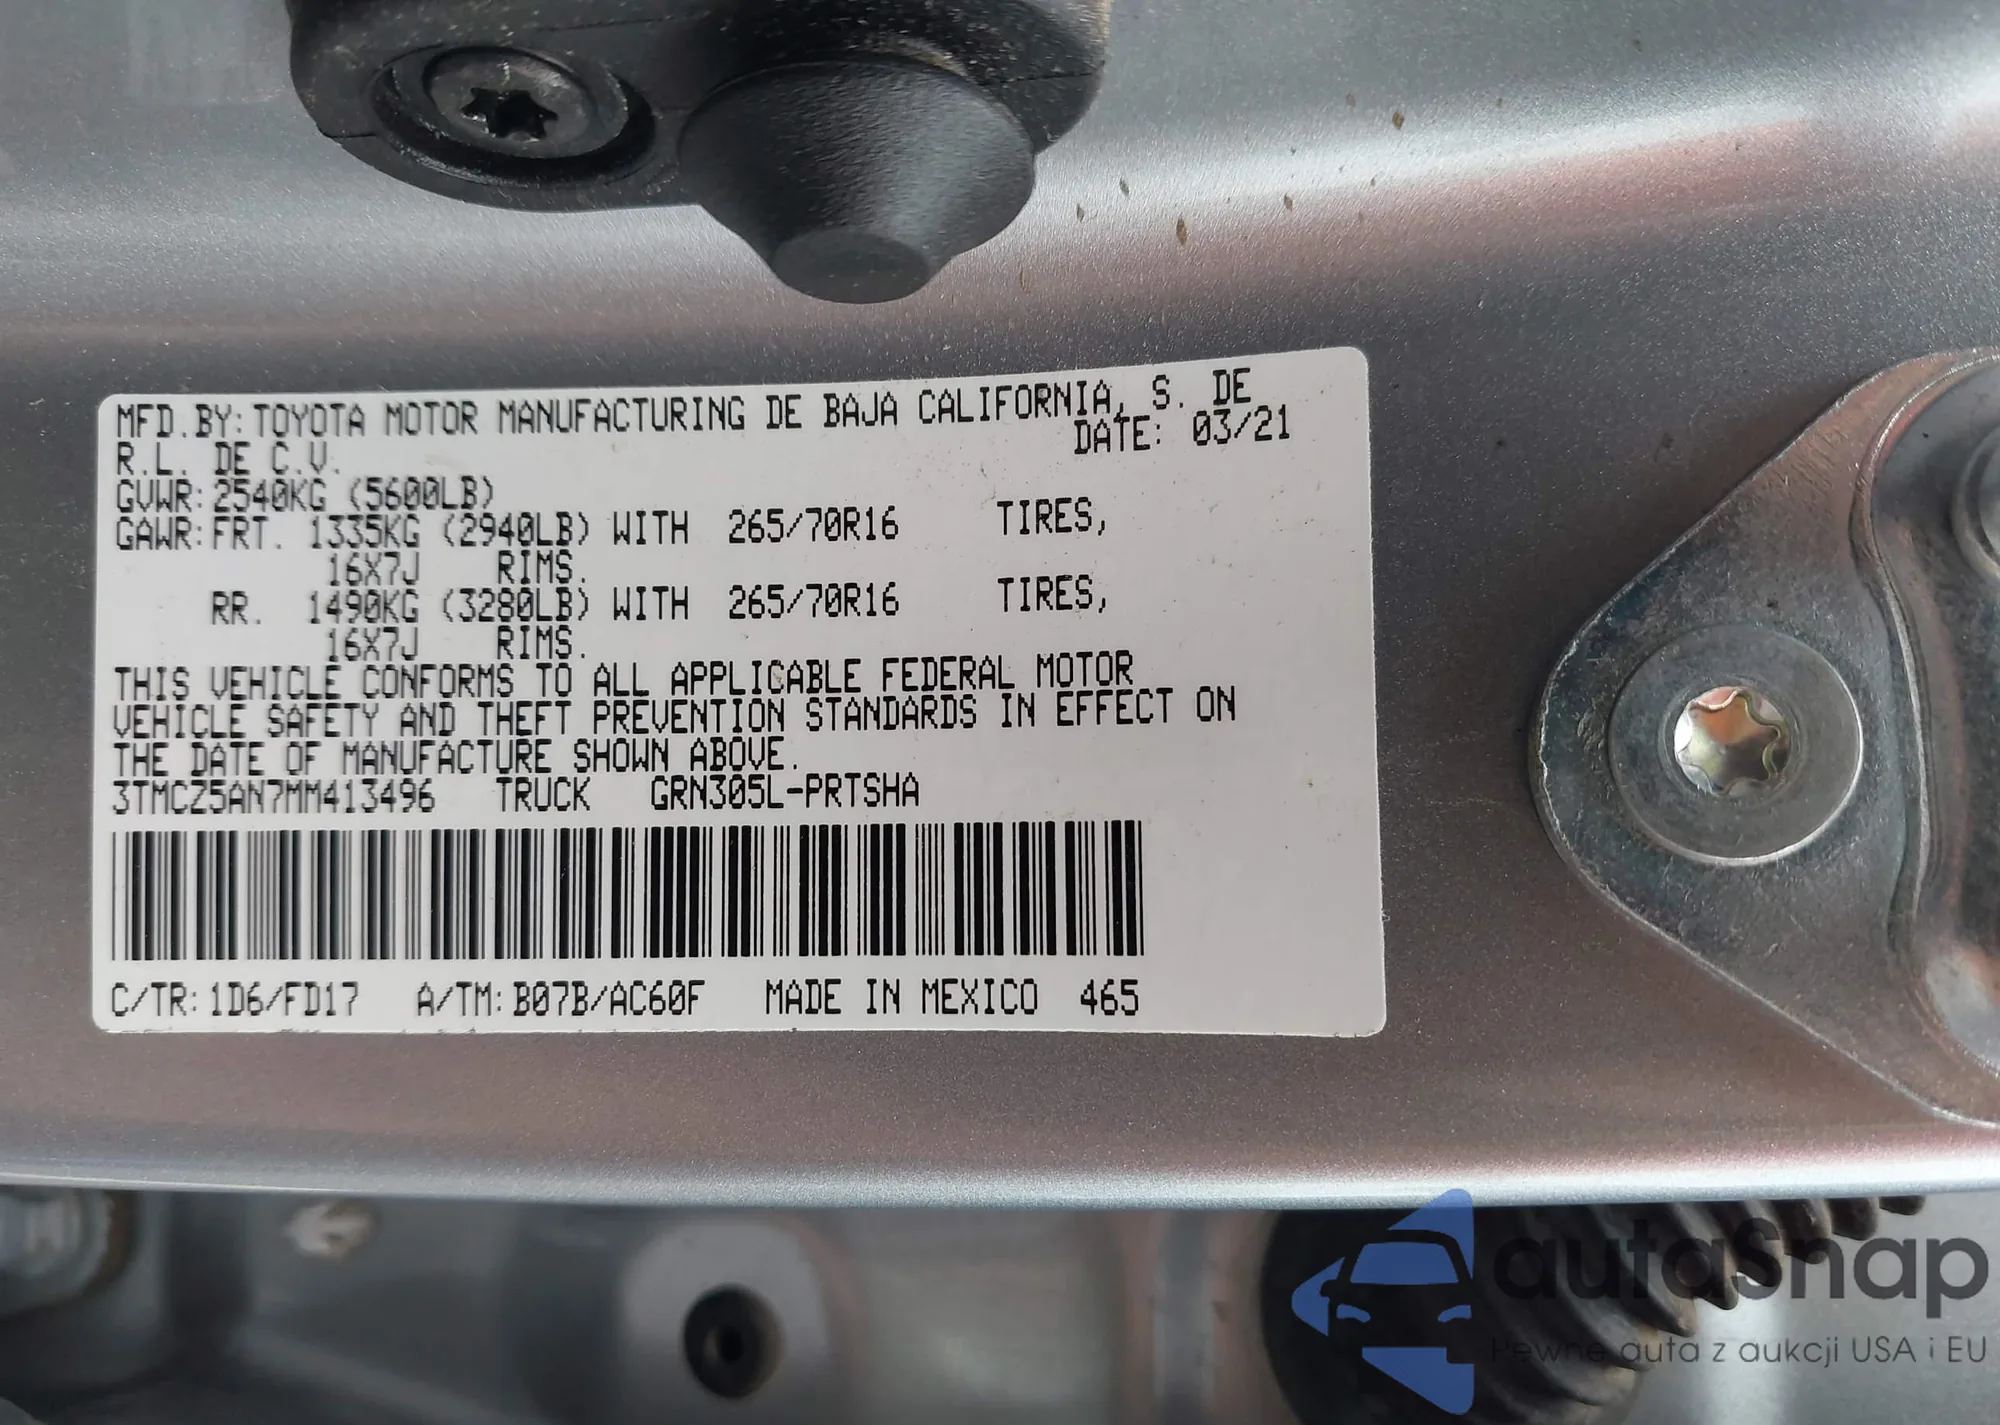 MFD.BY:TOYOTA MOTOR MANUFACTURING DE BAJA CALIFORNIA, S. DE
R.L. DE C.V. DATE: 03/21
GVWR:2540KG (5600LB)
GAWR:FRT. 1335KG (2940LB) WITH 265/70R16 TIRES,
16X7J RIMS.
RR. 1490KG (3280LB) WITH 265/70R16 TIRES,
16X7J RIMS.
THIS VEHICLE CONFORMS TO ALL APPLICABLE FEDERAL MOTOR
VEHICLE SAFETY AND THEFT PREVENTION STANDARDS IN EFFECT ON
THE DATE OF MANUFACTURE SHOWN ABOVE.
3TMCZ5AN7MM413496 TRUCK GRN305L-PRTSHA
C/TR:1D6/FD17 A/TM:B07B/AC60F MADE IN MEXICO 465
autaSnap
Pewne auta z aukcji USA i EU